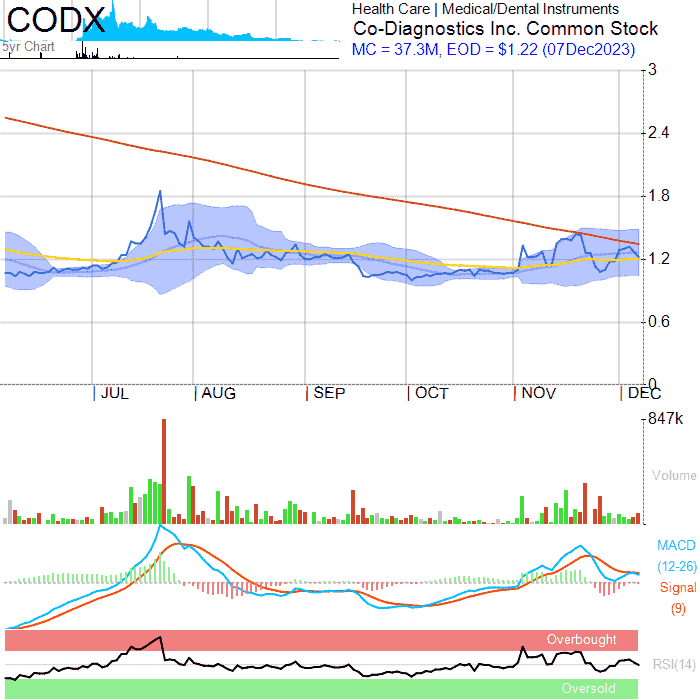 CODX
5yr Chart
Health Care | Medical/Dental Instruments
Co-Diagnostics Inc. Common Stock
MC = 37.3M, EOD = $1.22 (07Dec2023)
3
2.4
1.8
1.2
0.6
0
JUL AUG SEP OCT NOV DEC
847k
Volume
MACD
(12-26)
Signal
(9)
Overbought
RSI(14)
Oversold